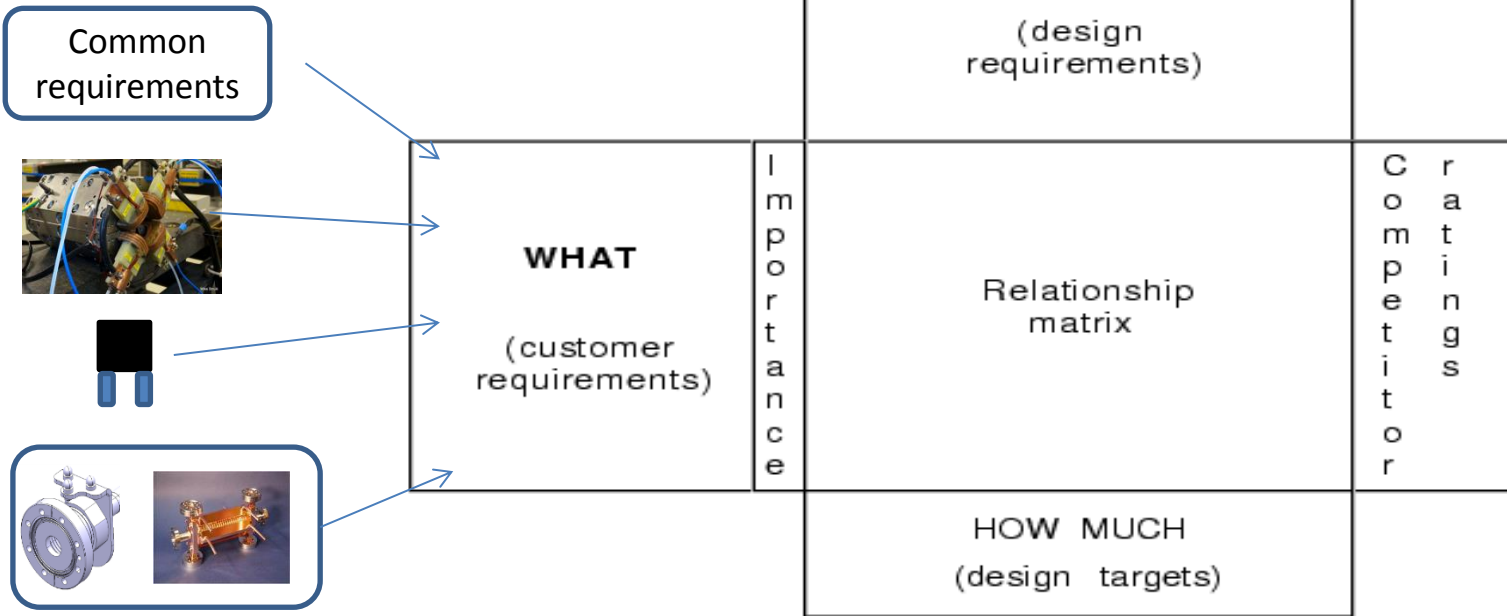 Common
requirements
(design
requirements)
WHAT
(customer
requirements)
Importance
Relationship
matrix
Competitor
ratings
HOW MUCH
(design targets)